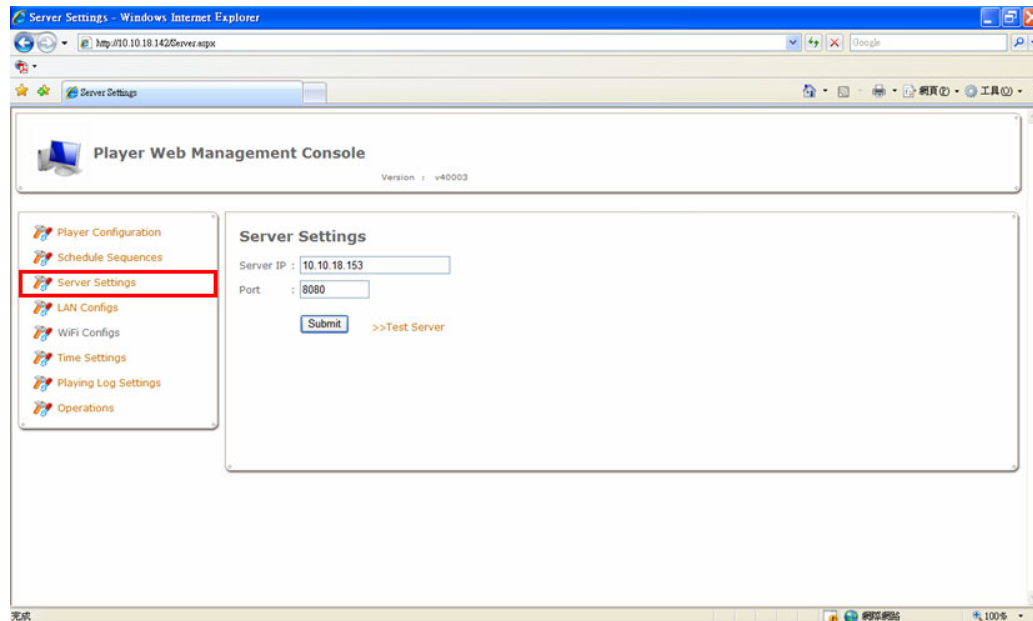 Server Settings - Windows Internet Explorer
http://10.10.18.142/Server.aspx
Google
Server Settings
網頁(P)
工具(O)
Player Web Management Console
Version : v40003
Player Configuration
Schedule Sequences
Server Settings
LAN Configs
WiFi Configs
Time Settings
Playing Log Settings
Operations
Server Settings
Server IP : 10.10.18.153
Port : 8080
Submit >>Test Server
完成
網際網路
100%